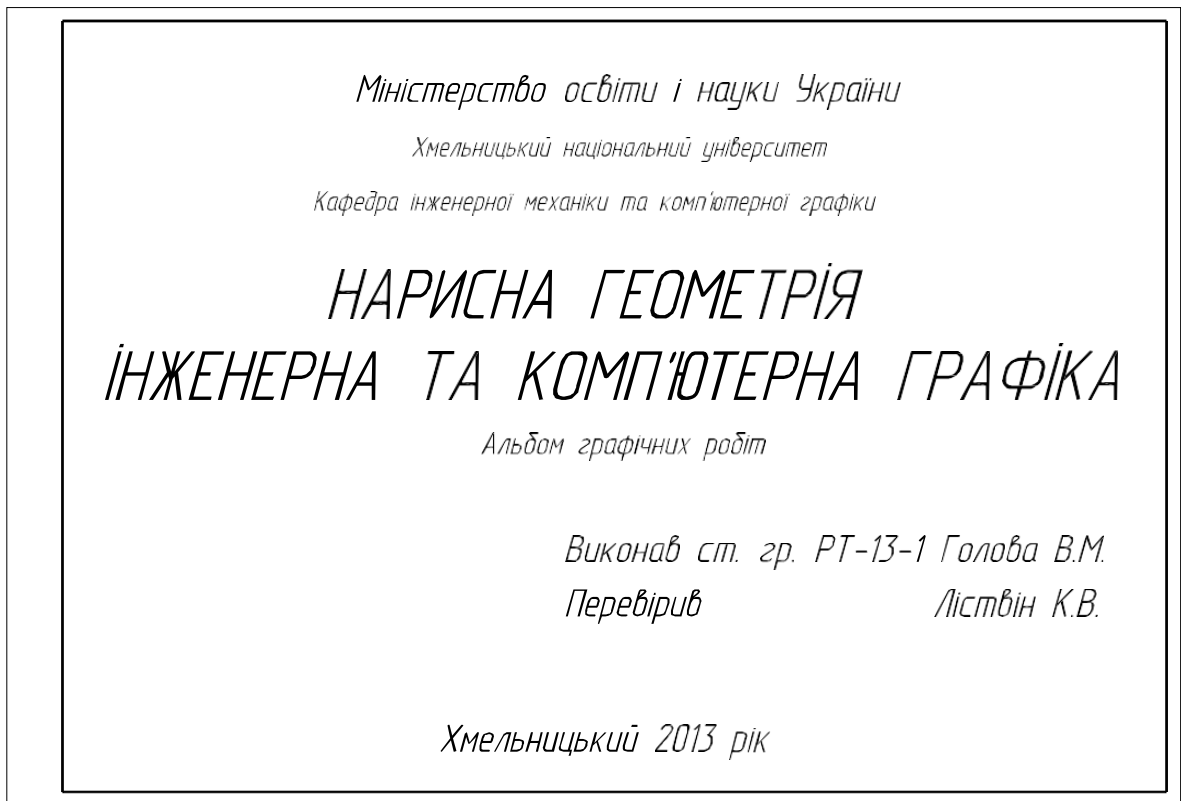 Міністерство освіти і науки України
Хмельницький національний університет
Кафедра інженерної механіки та комп'ютерної графіки
НАРИСНА ГЕОМЕТРІЯ
ІНЖЕНЕРНА ТА КОМП'ЮТЕРНА ГРАФІКА
Альбом графічних робіт
Виконав ст. гр. РТ-13-1 Голова В.М.
Перевірив Ліствін К.В.
Хмельницький 2013 рік